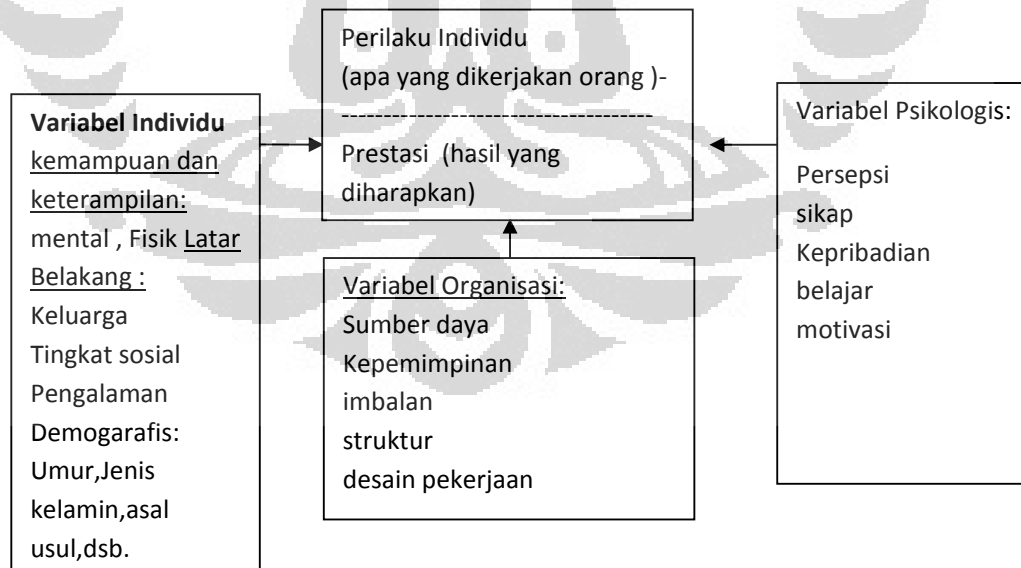 Perilaku Individu
(apa yang dikerjakan orang )-
-------------------------------------
Prestasi  (hasil yang
diharapkan)
Variabel Individu
kemampuan dan
keterampilan:
mental , Fisik Latar
Belakang :
Keluarga
Tingkat sosial
Pengalaman
Demogarafis:
Umur,Jenis
kelamin,asal
usul,dsb.
Variabel Organisasi:
Sumber daya
Kepemimpinan
imbalan
struktur
desain pekerjaan
Variabel Psikologis:
Persepsi
sikap
Kepribadian
belajar
motivasi